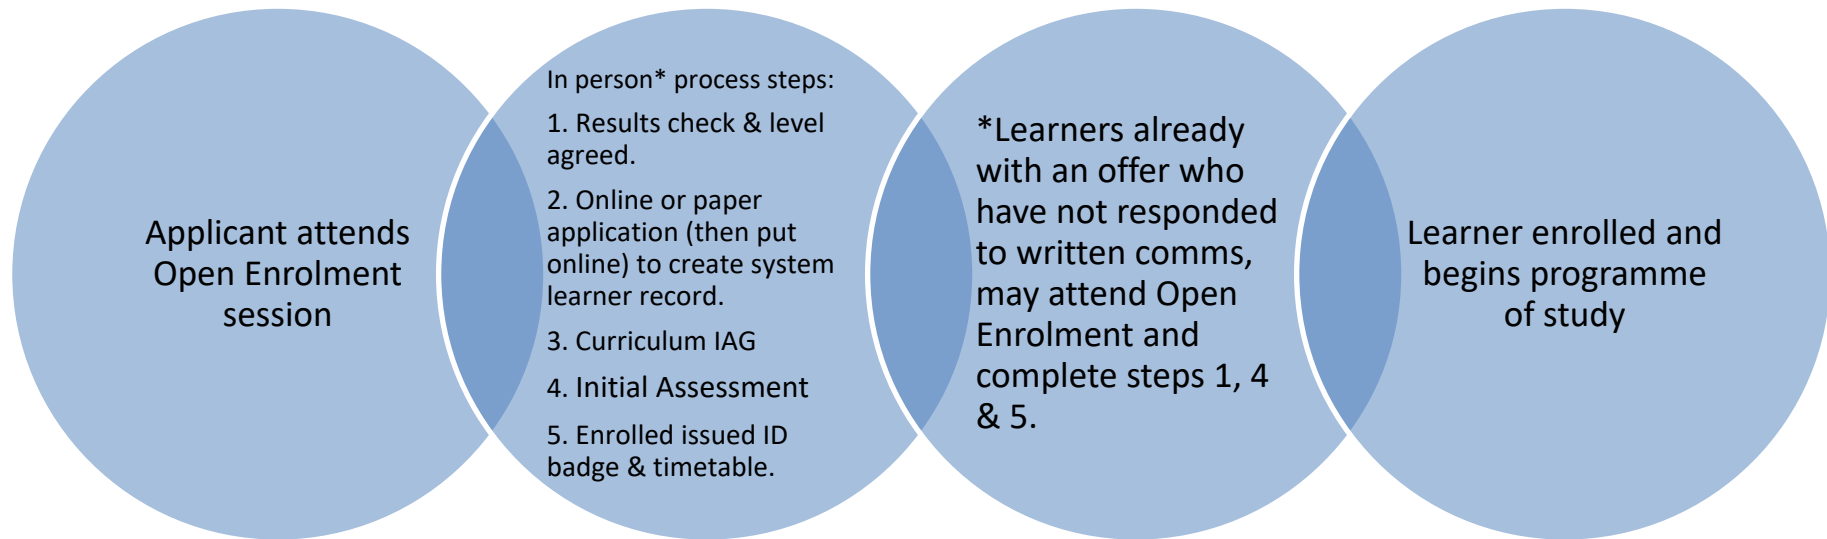 Applicant attends
Open Enrolment
session
In person* process steps:
1. Results check & level
agreed.
2. Online or paper
application (then put
online) to create system
learner record.
3. Curriculum IAG
4. Initial Assessment
5. Enrolled issued ID
badge & timetable.
*Learners already
with an offer who
have not responded
to written comms,
may attend Open
Enrolment and
complete steps 1, 4
& 5.
Learner enrolled and
begins programme
of study